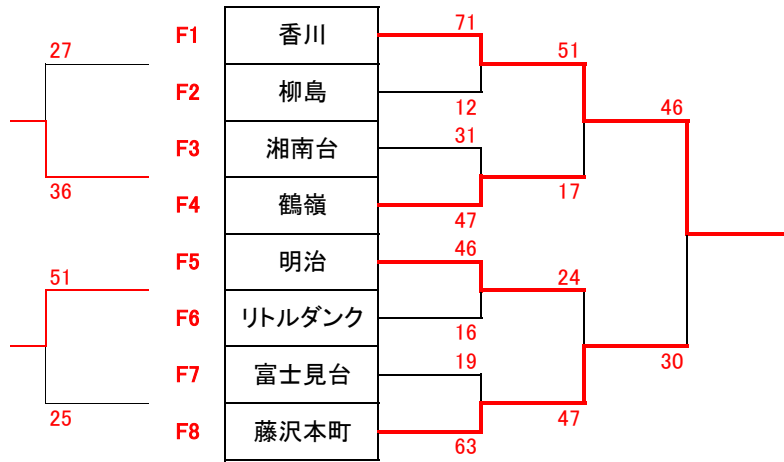 F1 香川 71
27 51
F2 柳島 12 46
F3 湘南台 31
36 17
F4 鶴嶺 47
F5 明治 46
51 24
F6 リトルダンク 16
F7 富士見台 19 30
25 47
F8 藤沢本町 63